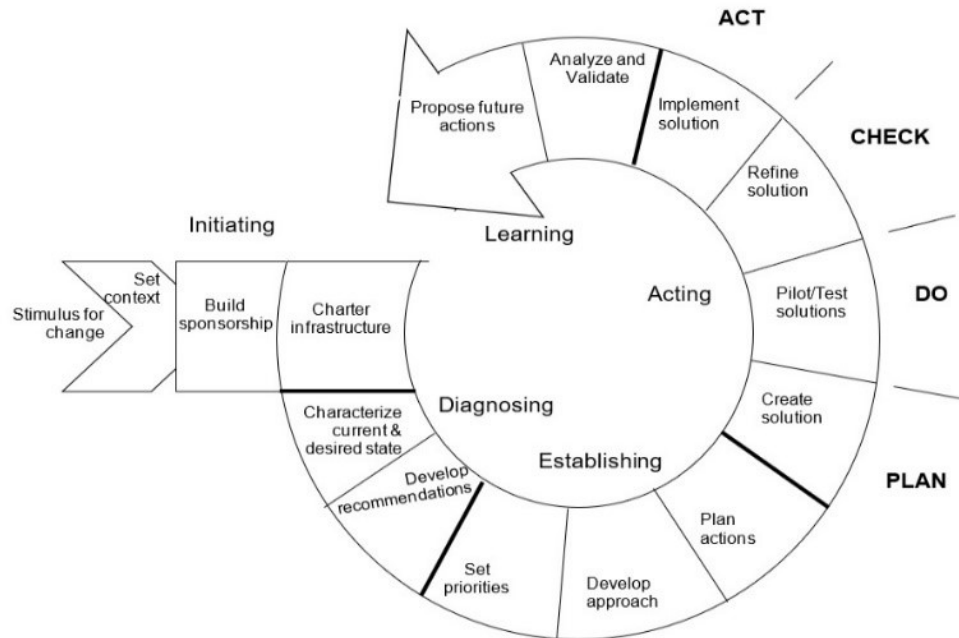 ACT
Analyze and
Validate
Propose future
actions
Implement
solution
CHECK
Refine
solution
Initiating
Learning
Set
context
Stimulus for
change
Build
sponsorship
Charter
infrastructure
Acting
Pilot/Test
solutions
DO
Diagnosing
Characterize
current &
desired state
Create
solution
Establishing
Develop
recommendations
PLAN
Plan
actions
Set
priorities
Develop
approach